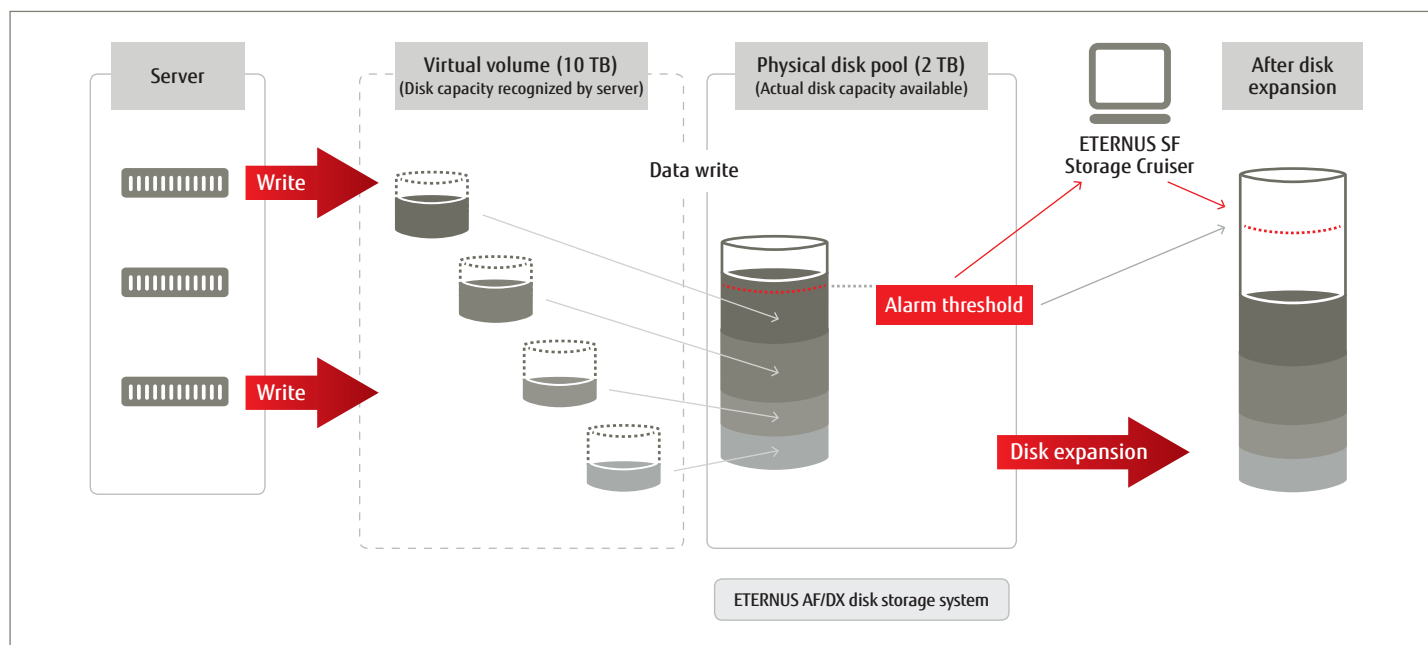 Server
Virtual volume (10 TB)
(Disk capacity recognized by server)
Physical disk pool (2 TB)
(Actual disk capacity available)
After disk
expansion
ETERNUS SF
Storage Cruiser
Write
Data write
Alarm threshold
Write
Disk expansion
ETERNUS AF/DX disk storage system